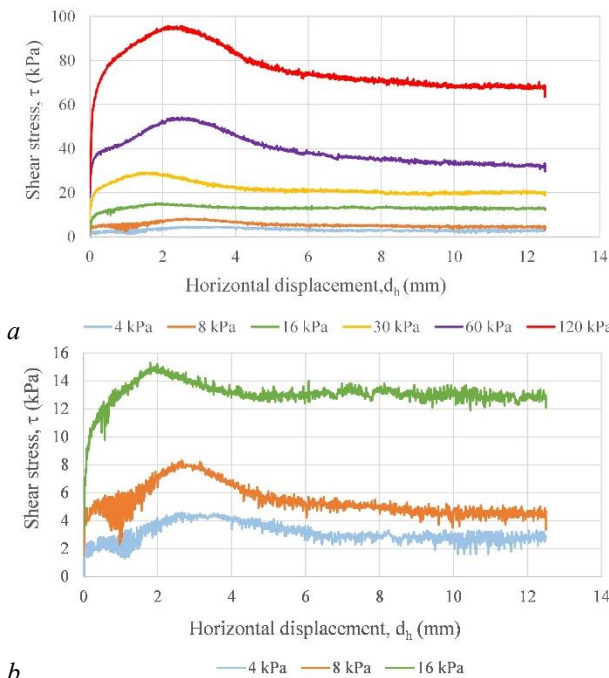 100
80
60
40
20
0
Shear stress, τ (kPa)
0 2 4 6 8 10 12 14
Horizontal displacement,dh (mm)
a
4 kPa 8 kPa 16 kPa 30 kPa 60 kPa 120 kPa
16
14
12
10
8
6
4
2
0
Shear stress, τ (kPa)
0 2 4 6 8 10 12 14
Horizontal displacement, dh (mm)
b
4 kPa 8 kPa 16 kPa